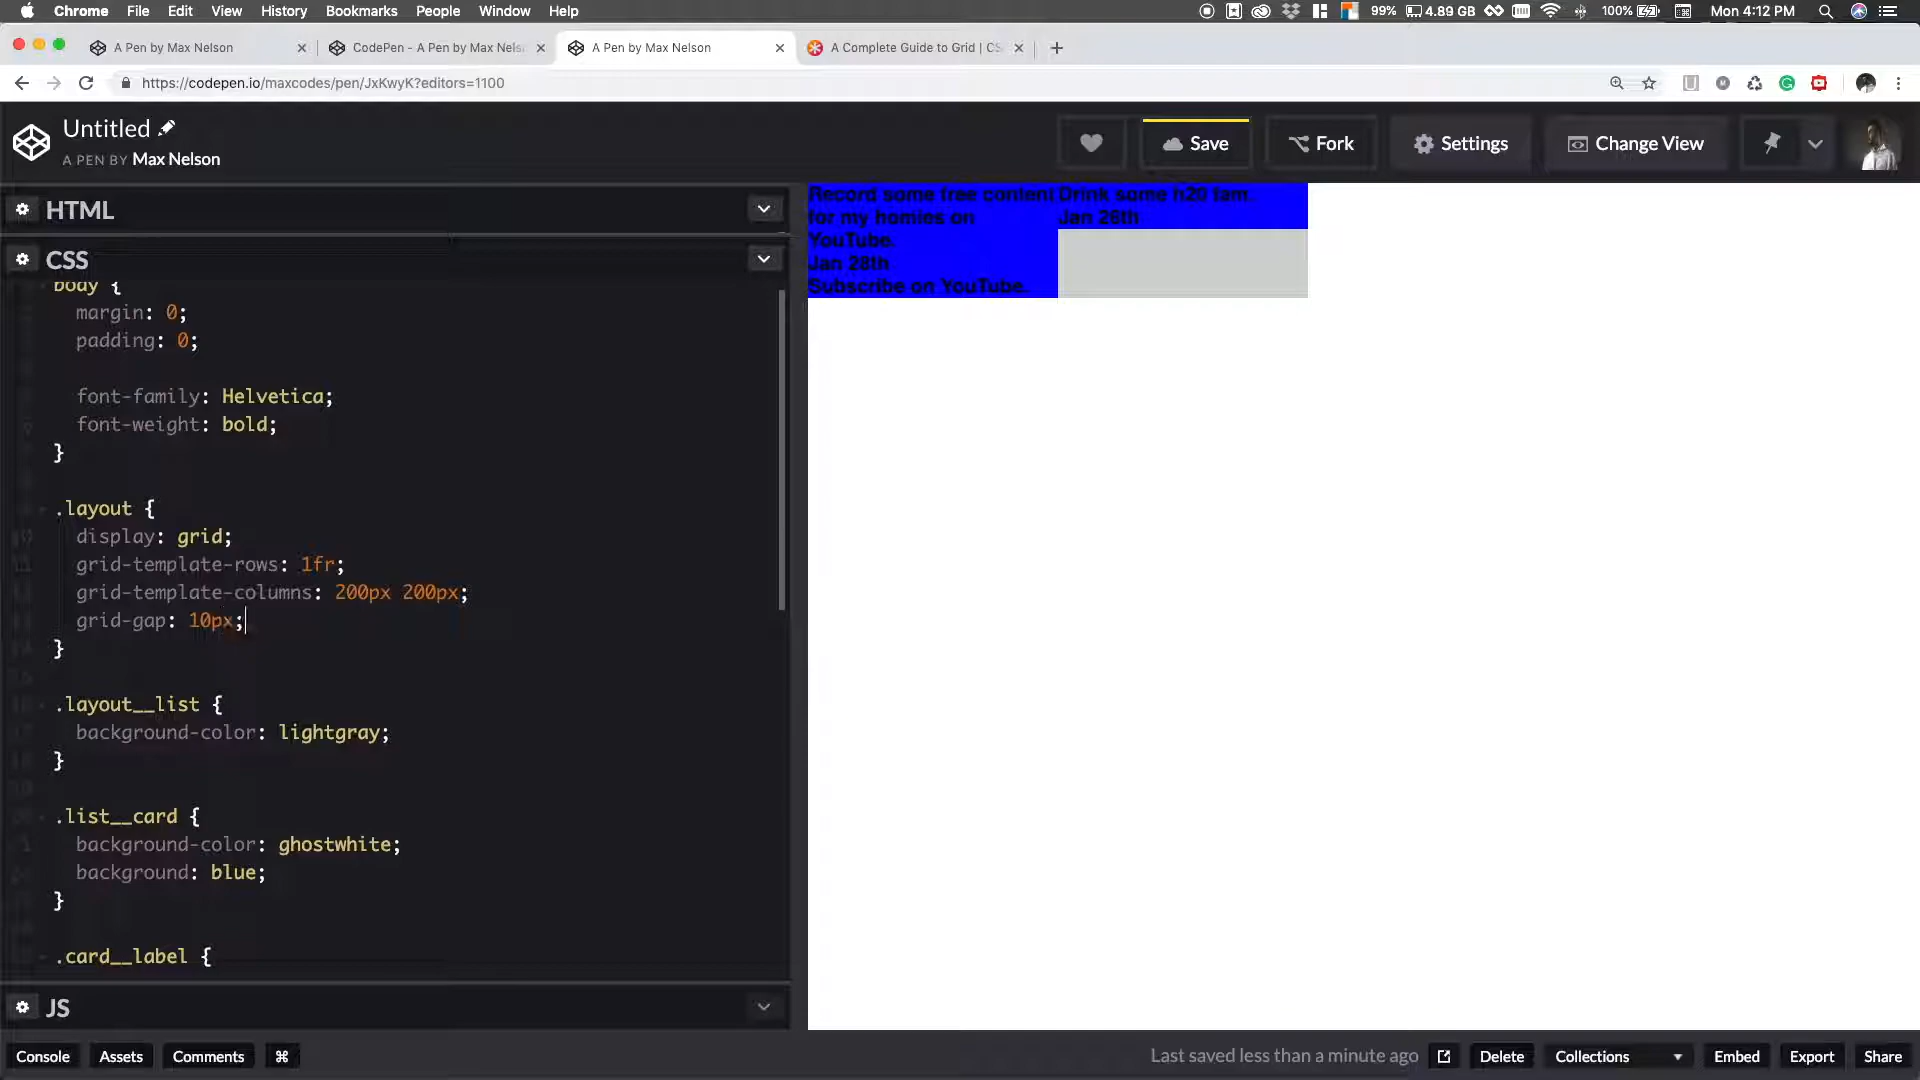 Chrome File Edit View History Bookmarks People Window Help 99% 4.89 GB 100% Mon 4:12 PM
A Pen by Max Nelson
CodePen - A Pen by Max Nels
A Pen by Max Nelson
A Complete Guide to Grid | CS
https://codepen.io/maxcodes/pen/JxKwyK?editors=1100
Untitled
A PEN BY Max Nelson
Save
Fork
Settings
Change View
HTML
CSS
body {
margin: 0;
padding: 0;
font-family: Helvetica;
font-weight: bold;
}
.layout {
display: grid;
grid-template-rows: 1fr;
grid-template-columns: 200px 200px;
grid-gap: 10px;
}
.layout__list {
background-color: lightgray;
}
.list__card {
background-color: ghostwhite;
background: blue;
}
.card__label {
JS
Record some free content
for my homies on
YouTube.
Jan 28th
Subscribe on YouTube.
Drink some h20 fam.
Jan 26th
Console Assets Comments ⌘
Last saved less than a minute ago
Delete Collections Embed Export Share